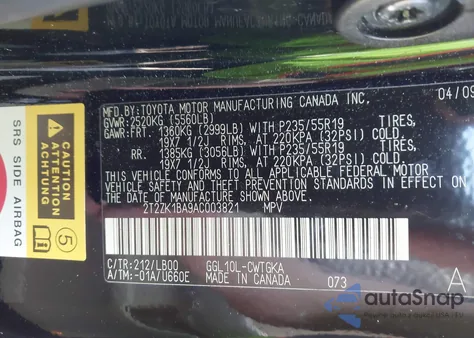 MFD.BY:TOYOTA MOTOR MANUFACTURING CANADA INC. 04/09
GVWR:2520KG (5560LB)
GAWR:FRT. 1360KG (2999LB)WITH P235/55R19 TIRES,
19X7 1/2J RIMS, AT 220KPA (32PSI) COLD.
RR. 1385KG (3055LB)WITH P235/55R19 TIRES,
19X7 1/2J RIMS, AT 220KPA (32PSI) COLD.
THIS VEHICLE CONFORMS TO ALL APPLICABLE FEDERAL MOTOR
VEHICLE SAFETY AND THEFT PREVENTION STANDARDS IN EFFECT ON
THE DATE OF MANUFACTURE SHOWN ABOVE.
2T2ZK1BA9AC003821 MPV
C/TR:212/LB00 GGL10L-CWTGKA
A/TM:-01A/U660E MADE IN CANADA 073 A
SRS SIDE AIRBAG
CAUTION
ATTENTION
ACHTUNG
5
autoSnap